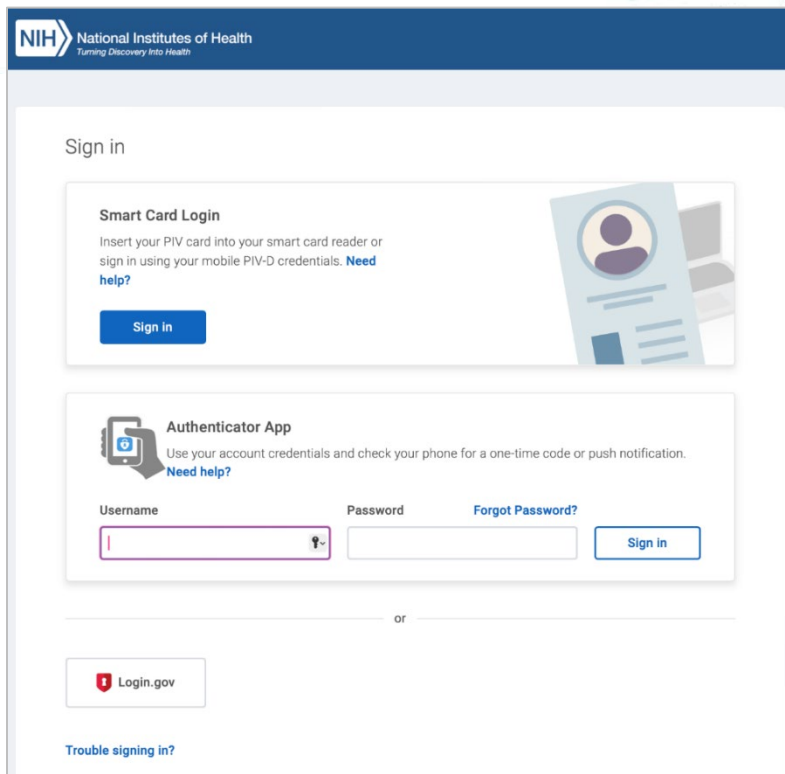 NIH National Institutes of Health
Turning Discovery Into Health
Sign in
Smart Card Login
Insert your PIV card into your smart card reader or
sign in using your mobile PIV-D credentials. Need
help?
Sign in
Authenticator App
Use your account credentials and check your phone for a one-time code or push notification.
Need help?
Username Password Forgot Password?
Sign in
or
Login.gov
Trouble signing in?